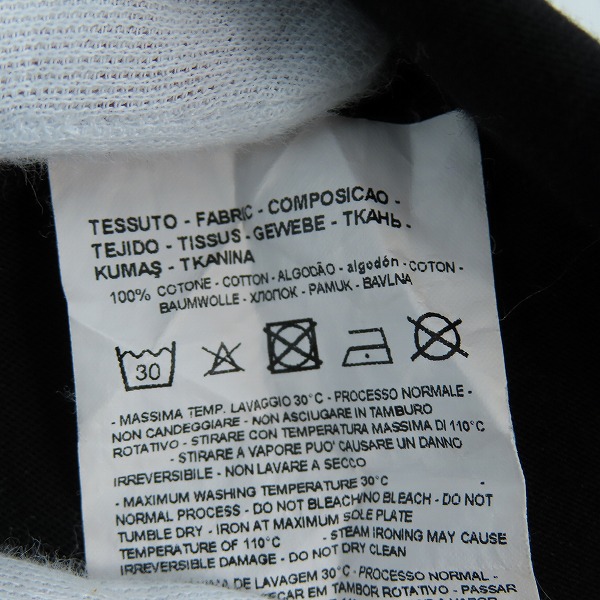 TESSUTO - FABRIC - COMPOSICAO -
TEJIDO - TISSUS - GEWEBE - ТКАНЬ -
KUMAŞ - TKANINA
100% COTONE - COTTON - ALGODÃO - algodón - COTON -
BAUMWOLLE - ХЛОПОК - PAMUK - BAVLNA
30
- MASSIMA TEMP. LAVAGGIO 30°C - PROCESSO NORMALE -
NON CANDEGGIARE - NON ASCIUGARE IN TAMBURO
ROTATIVO - STIRARE CON TEMPERATURA MASSIMA DI 110°C
- STIRARE A VAPORE PUO' CAUSARE UN DANNO
IRREVERSIBILE - NON LAVARE A SECCO
- MAXIMUM WASHING TEMPERATURE 30°C
NORMAL PROCESS - DO NOT BLEACH/NO BLEACH - DO NOT
TUMBLE DRY - IRON AT MAXIMUM SOLE PLATE
TEMPERATURE OF 110°C - STEAM IRONING MAY CAUSE
IRREVERSIBLE DAMAGE - DO NOT DRY CLEAN
DE LAVAGEM 30°C - PROCESSO NORMAL -
EM TAMBOR ROTATIVO - PASSAR